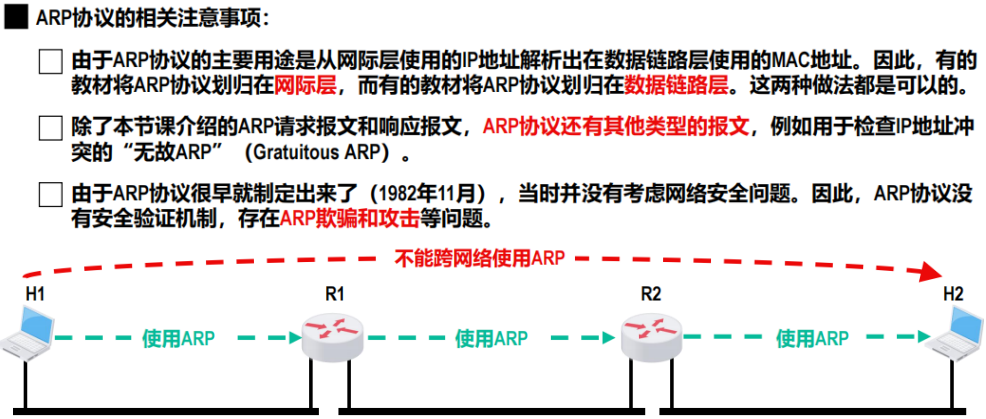 ARP协议的相关注意事项：
由于ARP协议的主要用途是从网际层使用的IP地址解析出在数据链路层使用的MAC地址。因此，有的
教材将ARP协议划归在网际层，而有的教材将ARP协议划归在数据链路层。这两种做法都是可以的。
除了本节课介绍的ARP请求报文和响应报文，ARP协议还有其他类型的报文，例如用于检查IP地址冲
突的“无故ARP”（Gratuitous ARP）。
由于ARP协议很早就制定出来了（1982年11月），当时并没有考虑网络安全问题。因此，ARP协议没
有安全验证机制，存在ARP欺骗和攻击等问题。
不能跨网络使用ARP
H1 R1 R2 H2
使用ARP 使用ARP 使用ARP